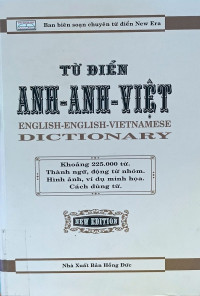 Ban biên soạn chuyên từ điển New Era
TỪ ĐIỂN
ANH-ANH-VIỆT
ENGLISH-ENGLISH-VIETNAMESE
DICTIONARY
Khoảng 225.000 từ.
Thành ngữ, động từ nhóm.
Hình ảnh, ví dụ minh họa.
Cách dùng từ.
NEW EDITION
Nhà Xuất Bản Hồng Đức